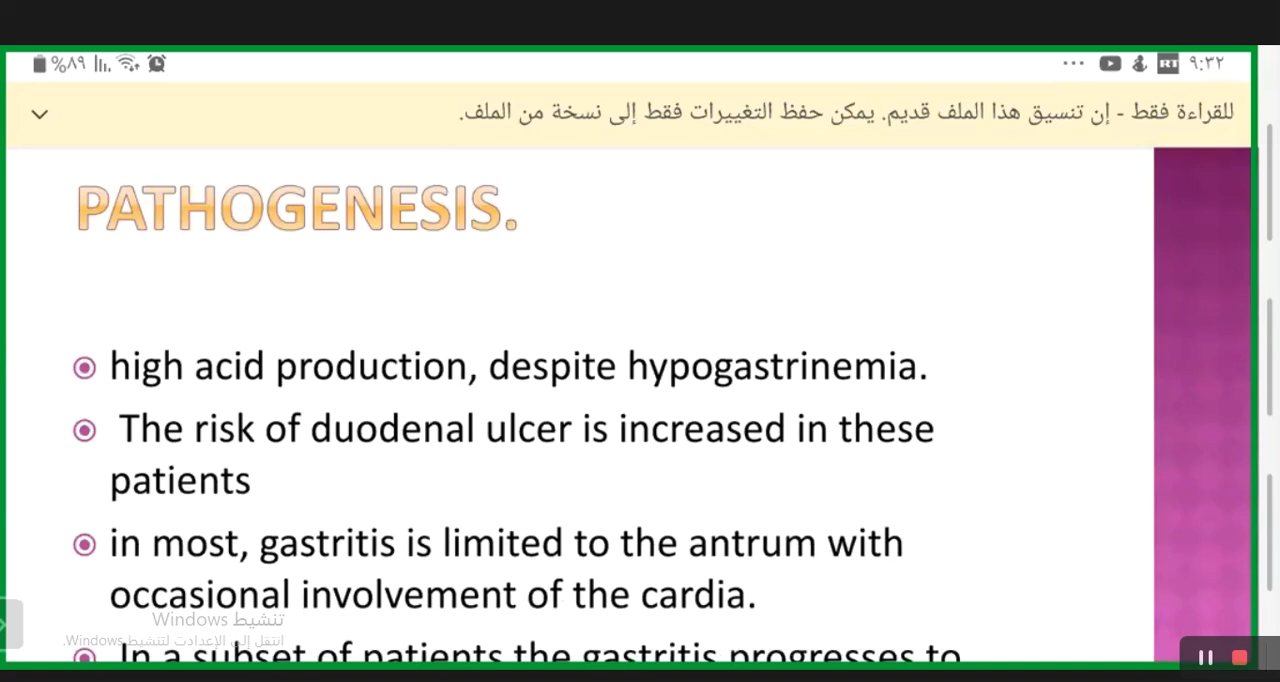 ٩:٣٢ RT ... %٨٩
للقراءة فقط - إن تنسيق هذا الملف قديم. يمكن حفظ التغييرات فقط إلى نسخة من الملف.
PATHOGENESIS.
high acid production, despite hypogastrinemia.
The risk of duodenal ulcer is increased in these
patients
in most, gastritis is limited to the antrum with
occasional involvement of the cardia.
تنشيط Windows
انتقل إلى الإعدادت لتنشيط Windows.
In a subset of patients the gastritis progresses to